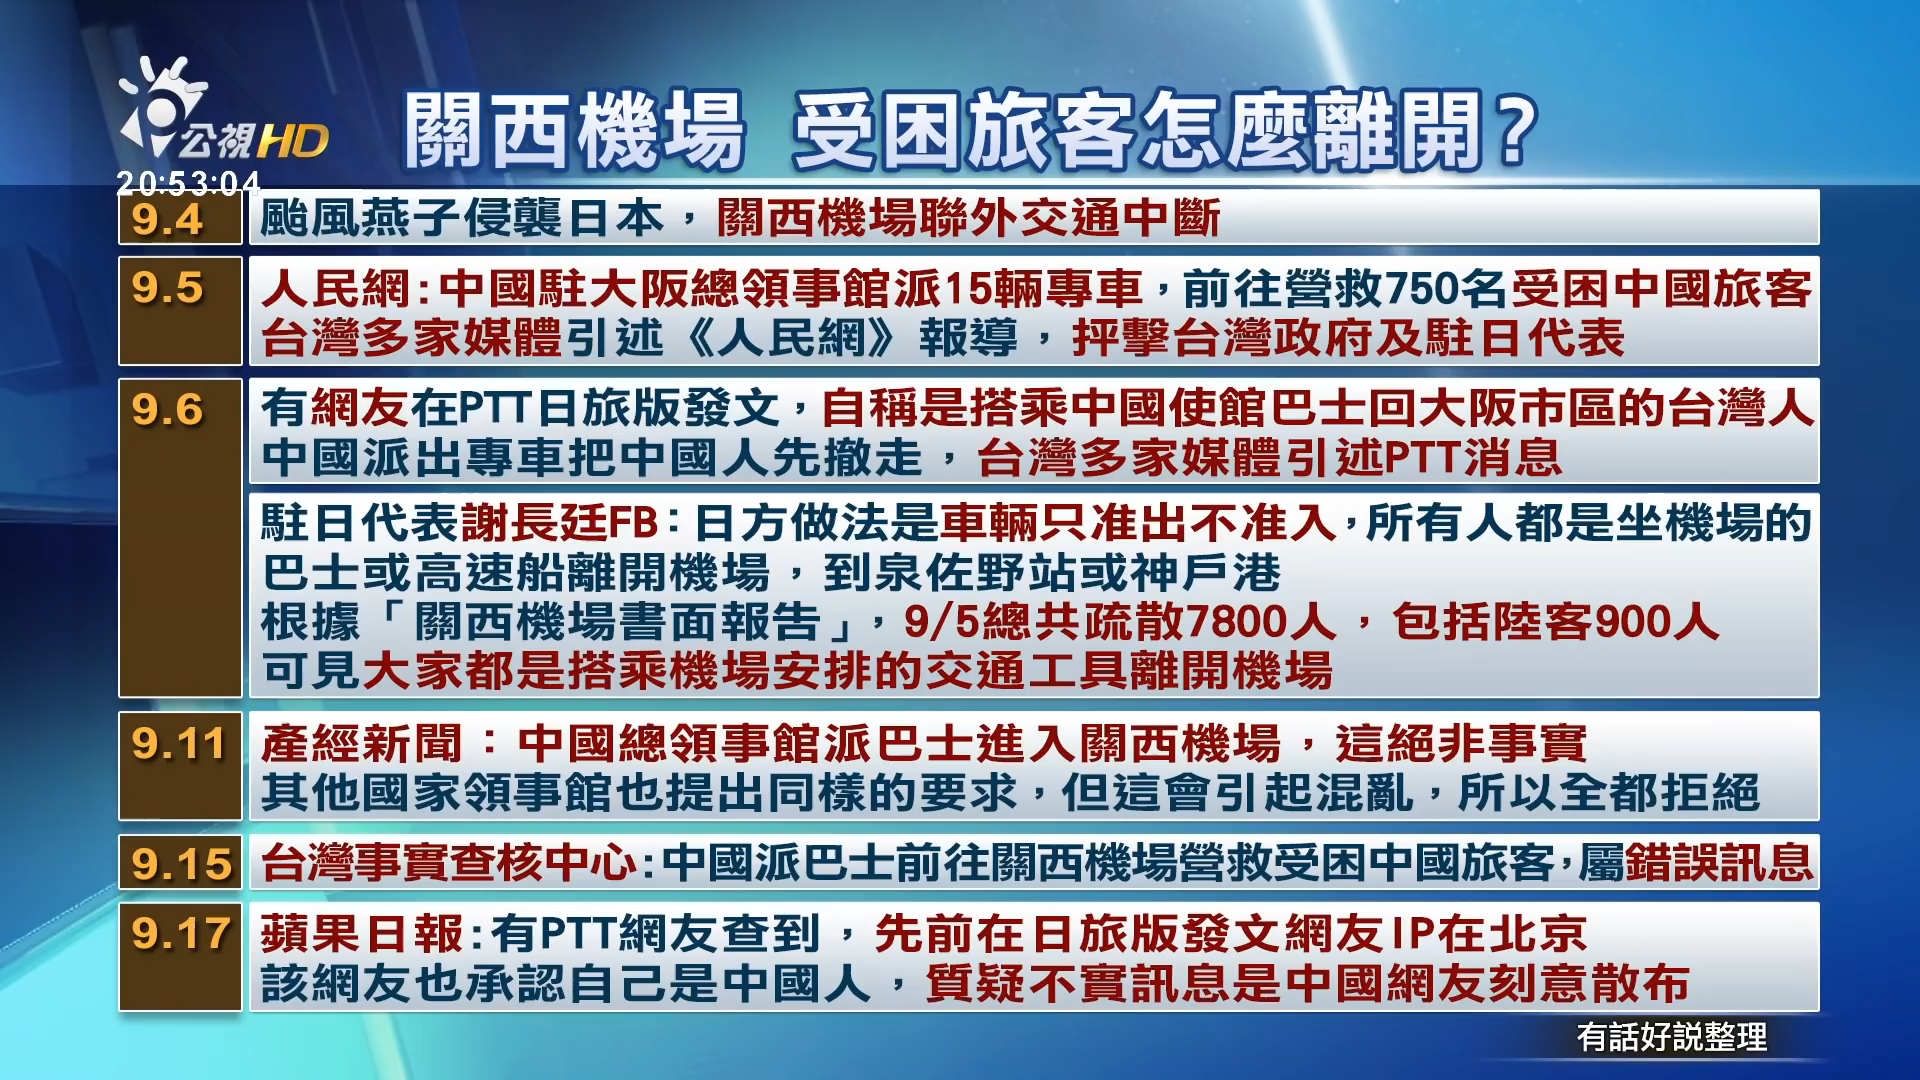 公視HD
關西機場 受困旅客怎麼離開？
20:53:04
9.4
颱風燕子侵襲日本，關西機場聯外交通中斷
9.5
人民網：中國駐大阪總領事館派15輛專車，前往營救750名受困中國旅客
台灣多家媒體引述《人民網》報導，抨擊台灣政府及駐日代表
9.6
有網友在PTT日旅版發文，自稱是搭乘中國使館巴士回大阪市區的台灣人
中國派出專車把中國人先撤走，台灣多家媒體引述PTT消息
駐日代表謝長廷FB：日方做法是車輛只准出不准入，所有人都是坐機場的
巴士或高速船離開機場，到泉佐野站或神戶港
根據「關西機場書面報告」，9/5總共疏散7800人，包括陸客900人
可見大家都是搭乘機場安排的交通工具離開機場
9.11
產經新聞：中國總領事館派巴士進入關西機場，這絕非事實
其他國家領事館也提出同樣的要求，但這會引起混亂，所以全都拒絕
9.15
台灣事實查核中心：中國派巴士前往關西機場營救受困中國旅客，屬錯誤訊息
9.17
蘋果日報：有PTT網友查到，先前在日旅版發文網友IP在北京
該網友也承認自己是中國人，質疑不實訊息是中國網友刻意散布
有話好說整理